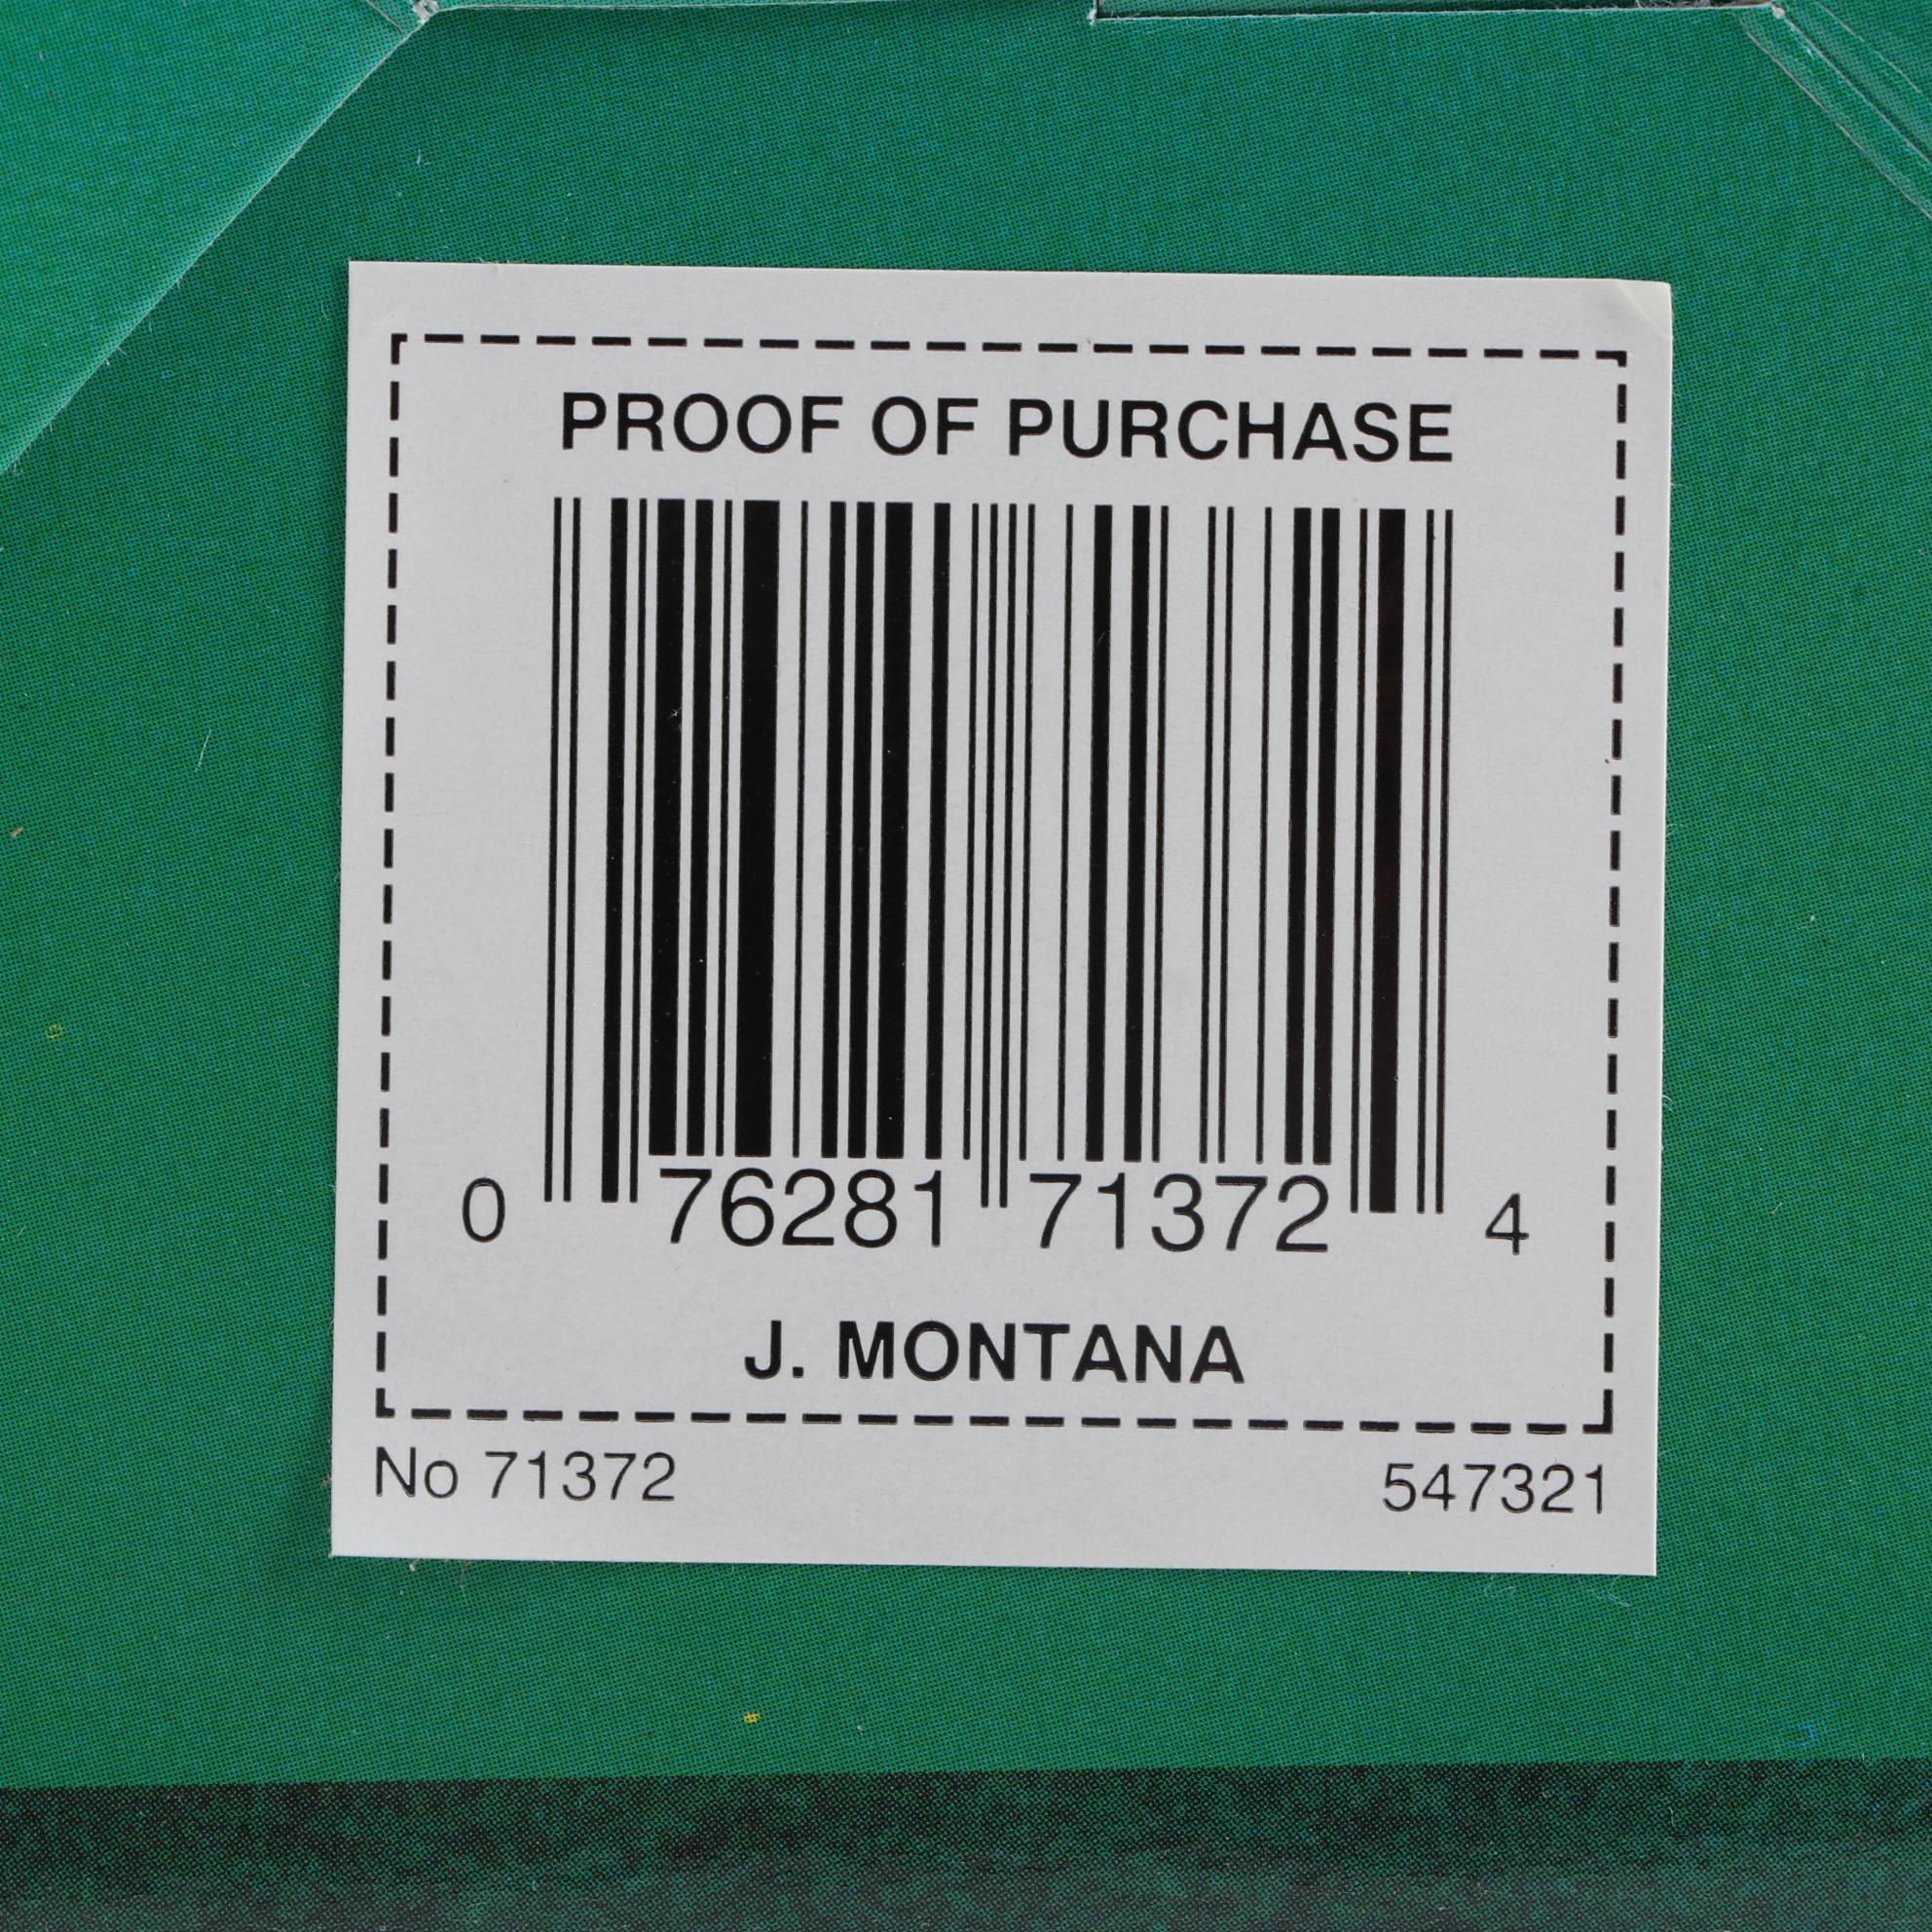 PROOF OF PURCHASE
0 76281 71372 4
J. MONTANA
No 71372 547321